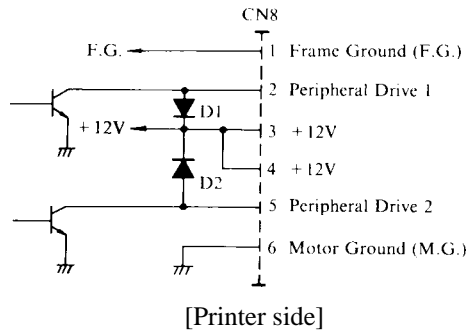 CN8
F.G. 1 Frame Ground (F.G.)
2 Peripheral Drive 1
D1
+12V 3 +12V
4 +12V
D2
5 Peripheral Drive 2
6 Motor Ground (M.G.)
[Printer side]